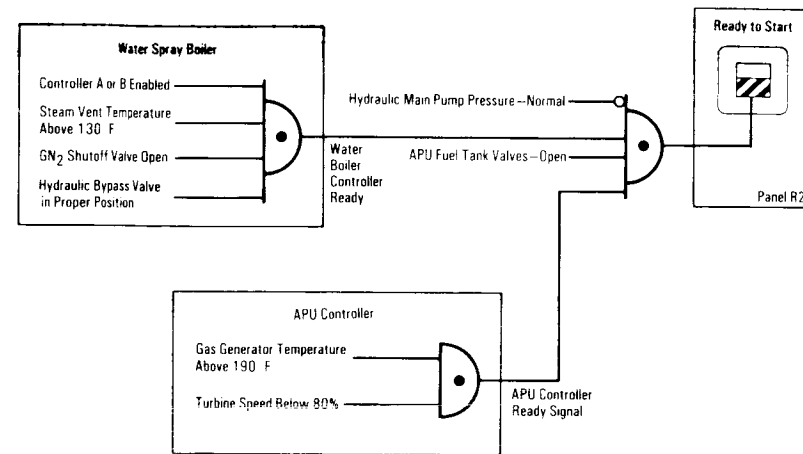 Water Spray Boiler
Controller A or B Enabled
Steam Vent Temperature
Above 130 F
GN2 Shutoff Valve Open
Hydraulic Bypass Valve
in Proper Position
Water
Boiler
Controller
Ready
Hydraulic Main Pump Pressure—Normal
APU Fuel Tank Valves—Open
Ready to Start
Panel R2
APU Controller
Gas Generator Temperature
Above 190 F
Turbine Speed Below 80%
APU Controller
Ready Signal